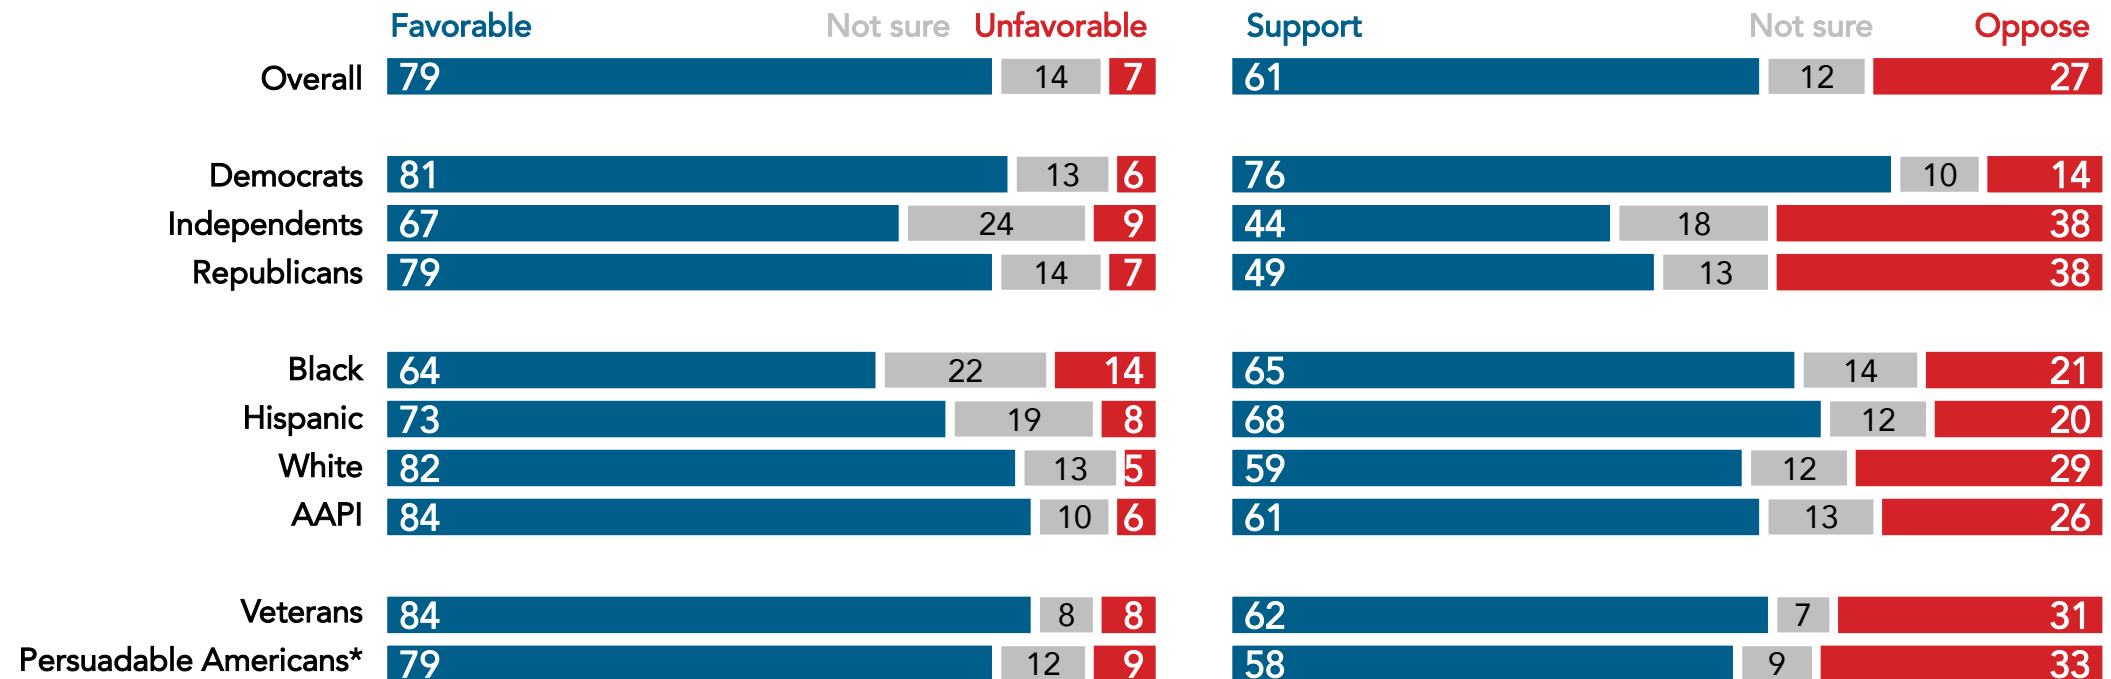 Favorable Not sure Unfavorable Support Not sure Oppose
Overall 79 14 7 61 12 27
Democrats 81 13 6 76 10 14
Independents 67 24 9 44 18 38
Republicans 79 14 7 49 13 38
Black 64 22 14 65 14 21
Hispanic 73 19 8 68 12 20
White 82 13 5 59 12 29
AAPI 84 10 6 61 13 26
Veterans 84 8 8 62 7 31
Persuadable Americans* 79 12 9 58 9 33